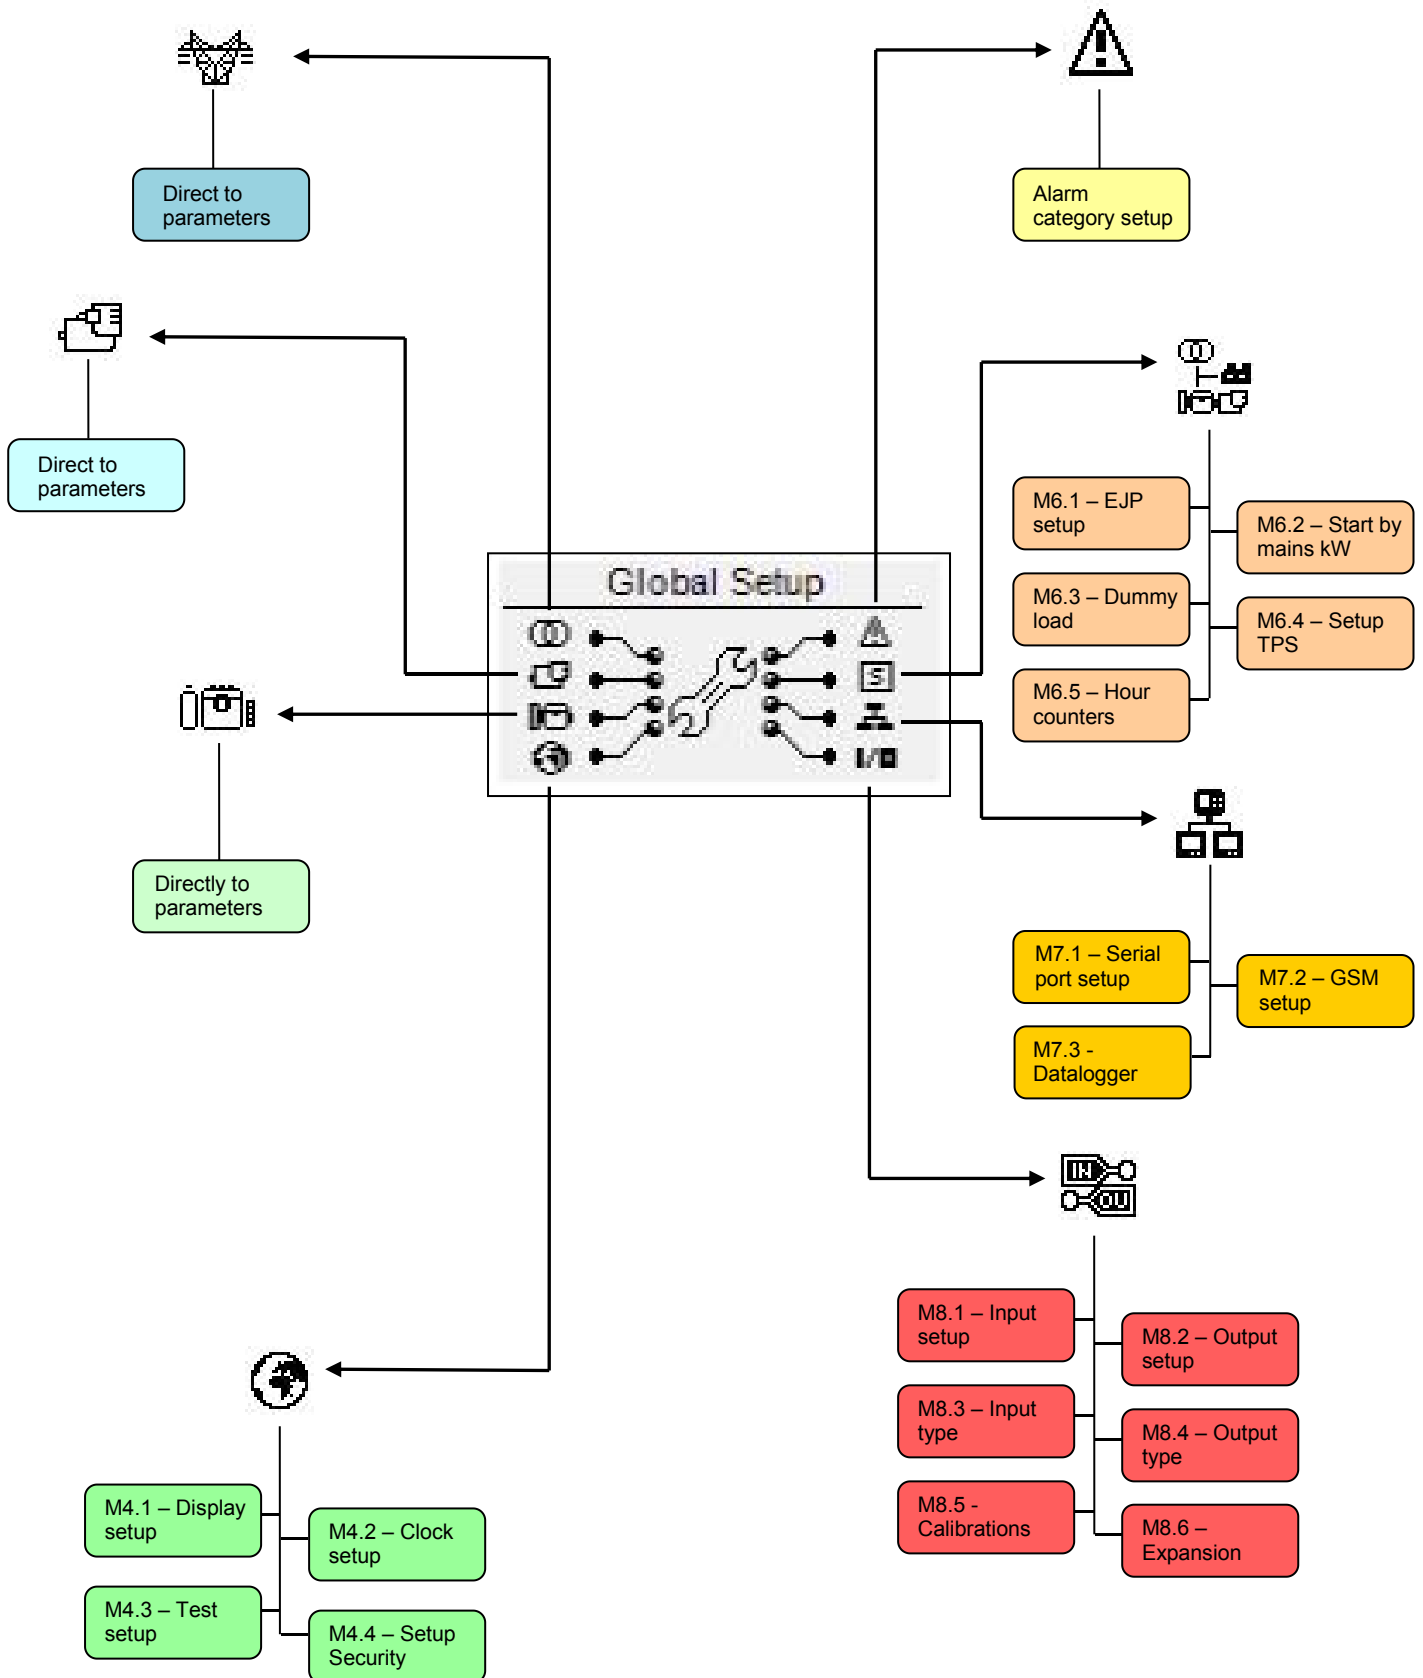 Direct to
parameters
Alarm
category setup
Direct to
parameters
M6.1 – EJP
setup
M6.2 – Start by
mains kW
M6.3 – Dummy
load
M6.4 – Setup
TPS
M6.5 – Hour
counters
Global Setup
S
I/O
Directly to
parameters
M7.1 – Serial
port setup
M7.2 – GSM
setup
M7.3 -
Datalogger
IN
OU
M8.1 – Input
setup
M8.2 – Output
setup
M8.3 – Input
type
M8.4 – Output
type
M8.5 -
Calibrations
M8.6 –
Expansion
M4.1 – Display
setup
M4.2 – Clock
setup
M4.3 – Test
setup
M4.4 – Setup
Security